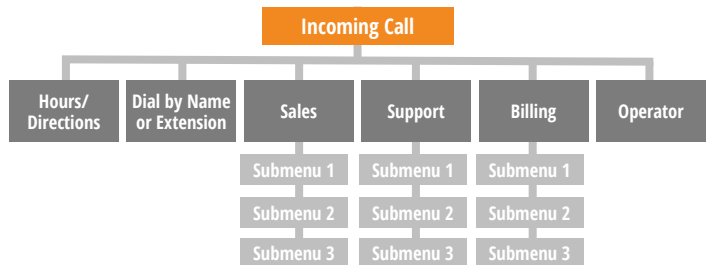 Incoming Call
Hours/
Directions
Dial by Name
or Extension
Sales
Support
Billing
Operator
Submenu 1
Submenu 1
Submenu 1
Submenu 2
Submenu 2
Submenu 2
Submenu 3
Submenu 3
Submenu 3